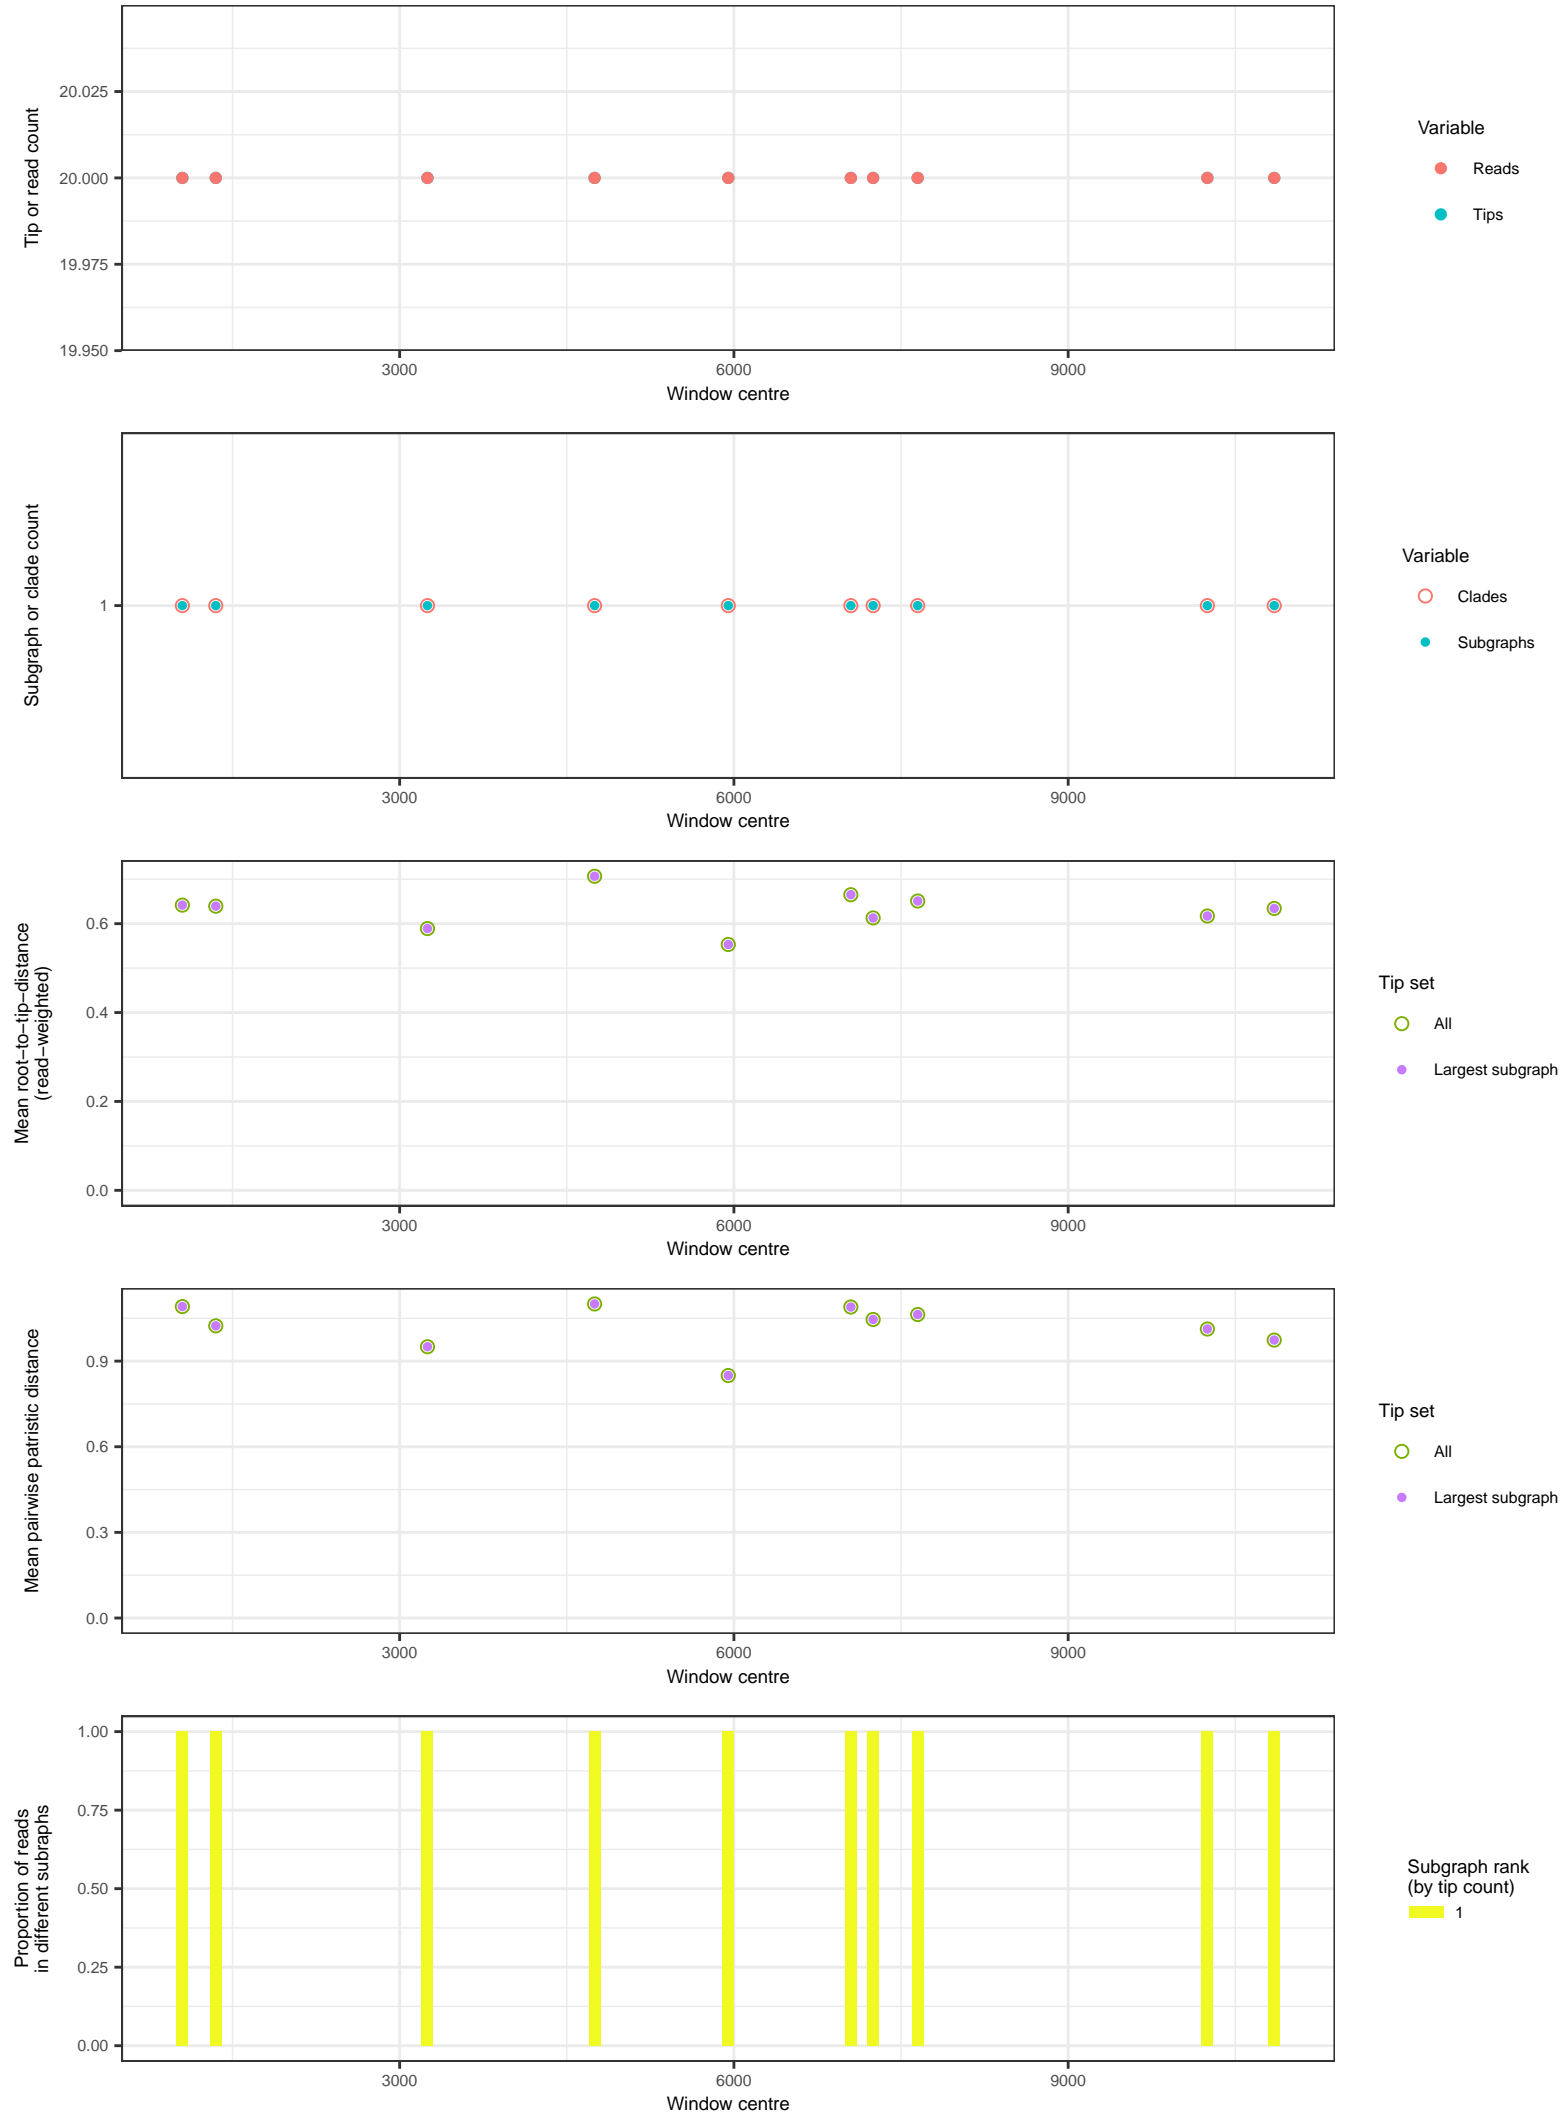 Tip or read count
20.025
20.000
19.975
19.950
3000 6000 9000
Window centre
Variable
Reads
Tips
Subgraph or clade count
1
3000 6000 9000
Window centre
Variable
Clades
Subgraphs
Mean root−to−tip−distance
(read−weighted)
0.6
0.4
0.2
0.0
3000 6000 9000
Window centre
Tip set
All
Largest subgraph
Mean pairwise patristic distance
0.9
0.6
0.3
0.0
3000 6000 9000
Window centre
Tip set
All
Largest subgraph
Proportion of reads
in different subraphs
1.00
0.75
0.50
0.25
0.00
3000 6000 9000
Window centre
Subgraph rank
(by tip count)
1